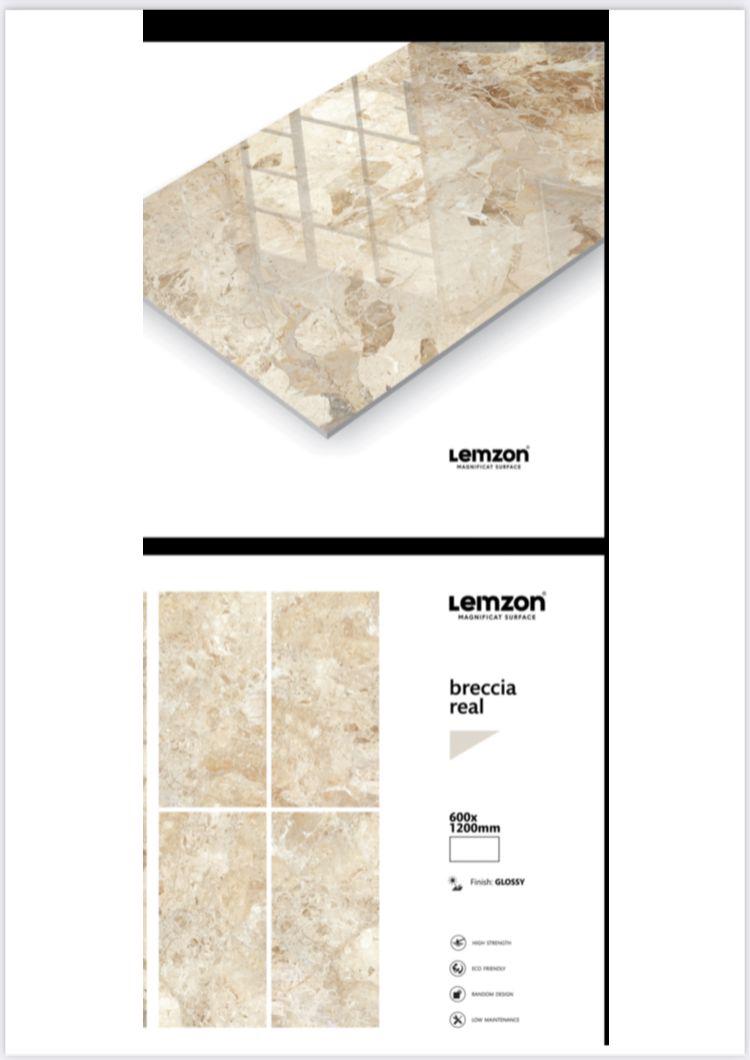 Lemzon
MAGNIFICAT SURFACE
Lemzon
MAGNIFICAT SURFACE
breccia
real
600x
1200mm
Finish: GLOSSY
HIGH STRENGTH
ECO FRIENDLY
RANDOM DESIGN
LOW MAINTENANCE